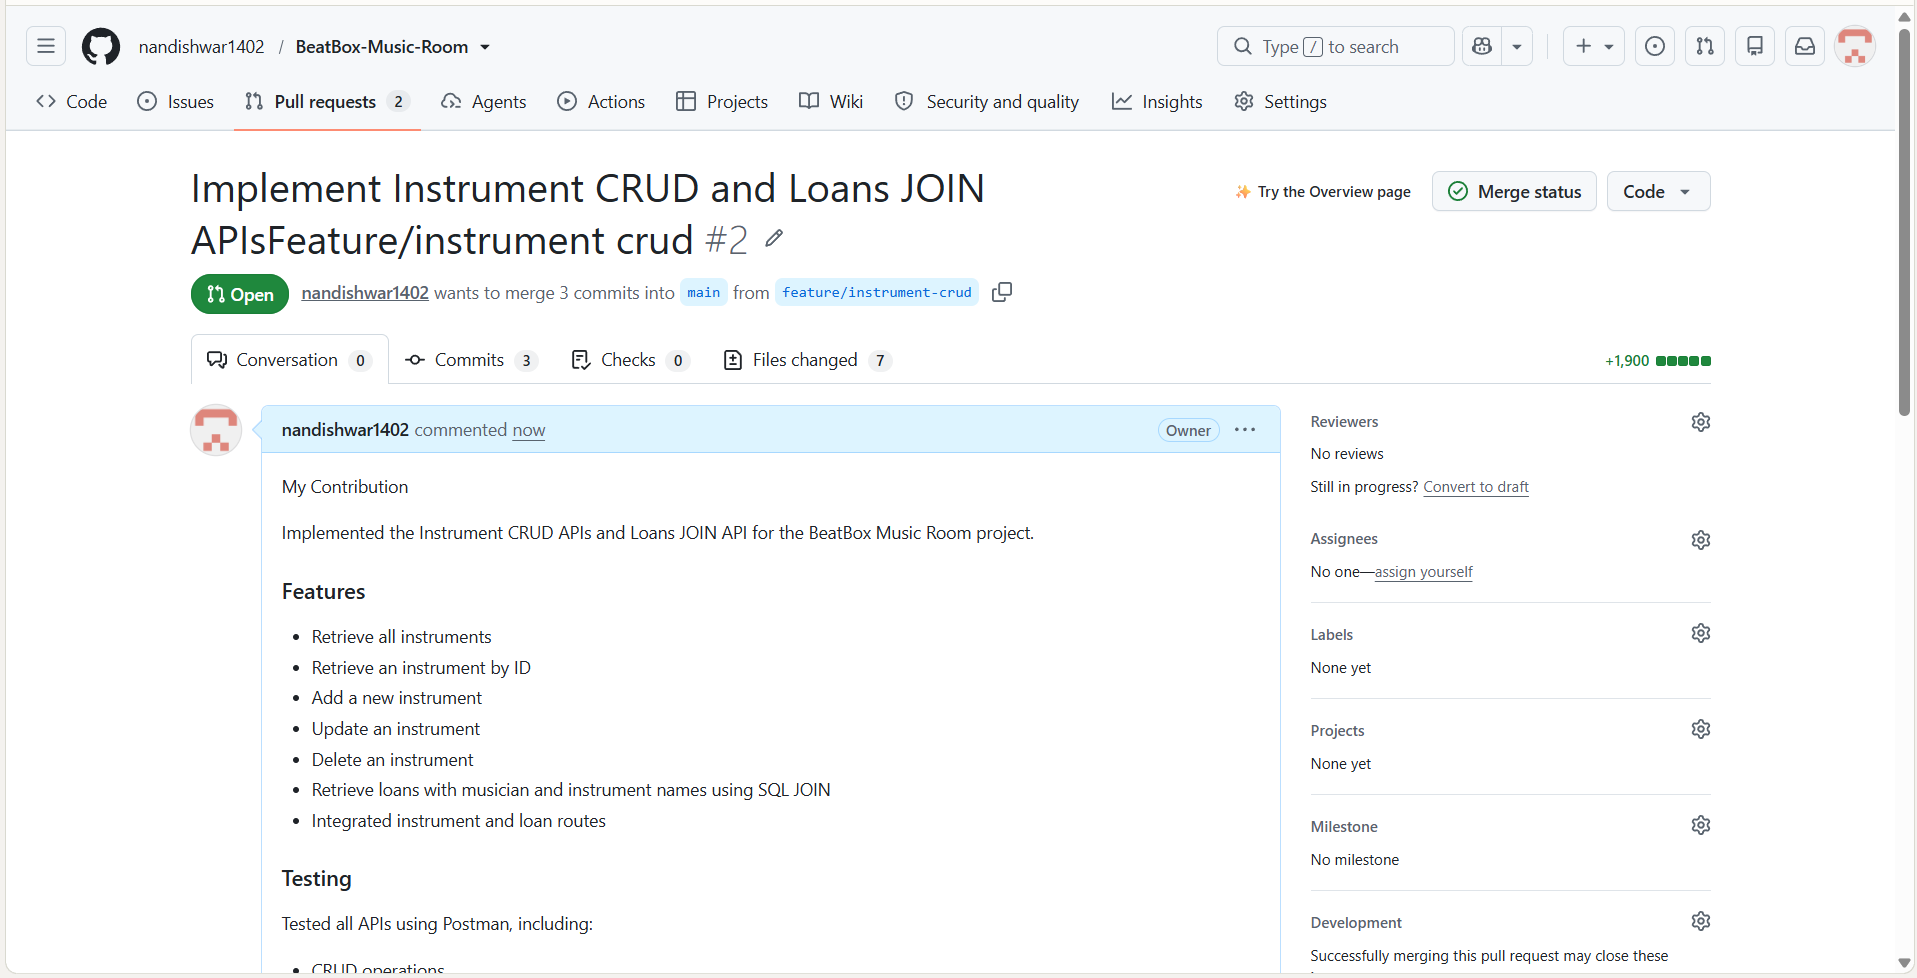 nandishwar1402 / BeatBox-Music-Room
Type / to search
Code
Issues
Pull requests 2
Agents
Actions
Projects
Wiki
Security and quality
Insights
Settings
Implement Instrument CRUD and Loans JOIN
APIsFeature/instrument crud #2
Try the Overview page
Merge status
Code
Open
nandishwar1402 wants to merge 3 commits into main from feature/instrument-crud
Conversation 0
Commits 3
Checks 0
Files changed 7
+1,900
nandishwar1402 commented now
Owner
My Contribution
Implemented the Instrument CRUD APIs and Loans JOIN API for the BeatBox Music Room project.
Features
• Retrieve all instruments
• Retrieve an instrument by ID
• Add a new instrument
• Update an instrument
• Delete an instrument
• Retrieve loans with musician and instrument names using SQL JOIN
• Integrated instrument and loan routes
Testing
Tested all APIs using Postman, including:
• CRUD operations
Reviewers
No reviews
Still in progress? Convert to draft
Assignees
No one—assign yourself
Labels
None yet
Projects
None yet
Milestone
No milestone
Development
Successfully merging this pull request may close these